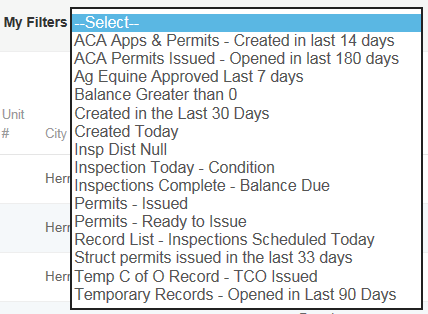 My Filters
--Select--
ACA Apps & Permits - Created in last 14 days
ACA Permits Issued - Opened in last 180 days
Ag Equine Approved Last 7 days
Balance Greater than 0
Created in the Last 30 Days
Created Today
Insp Dist Null
Inspection Today - Condition
Inspections Complete - Balance Due
Permits - Issued
Permits - Ready to Issue
Record List - Inspections Scheduled Today
Struct permits issued in the last 33 days
Temp C of O Record - TCO Issued
Temporary Records - Opened in Last 90 Days
Unit
#
City
Herr
Herr
Herr